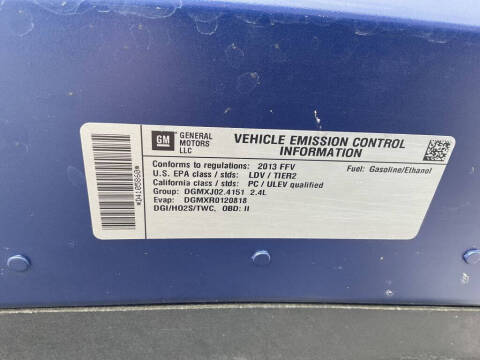 GM GENERAL
MOTORS
LLC
VEHICLE EMISSION CONTROL
INFORMATION
Conforms to regulations: 2013 FFV Fuel: Gasoline/Ethanol
U.S. EPA class / stds: LDV / TIER2
California class / stds: PC / ULEV qualified
Group: DGMXJ02.4151 2.4L
Evap: DGMXR0120818
DGI/HO2S/TWC, OBD: II